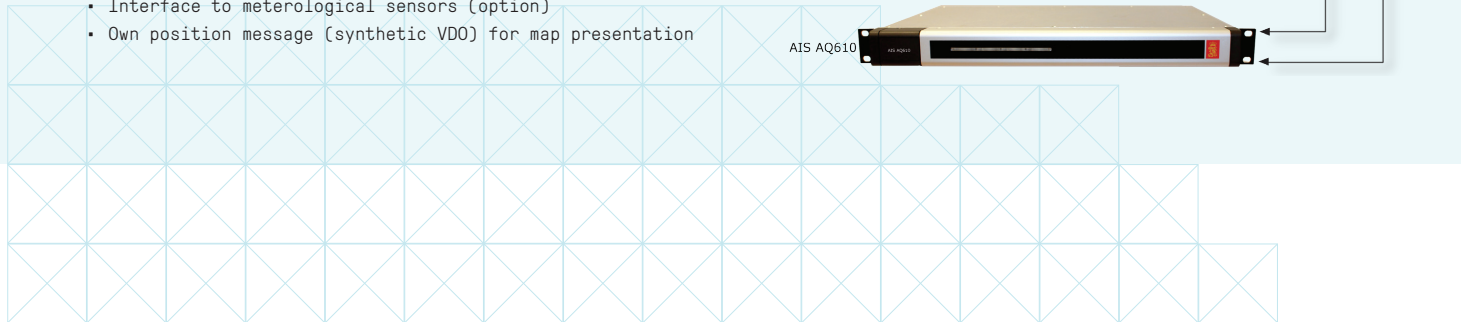 ▪ Interface to meterological sensors (option)
▪ Own position message (synthetic VDO) for map presentation
AIS AQ610
AIS AQ610